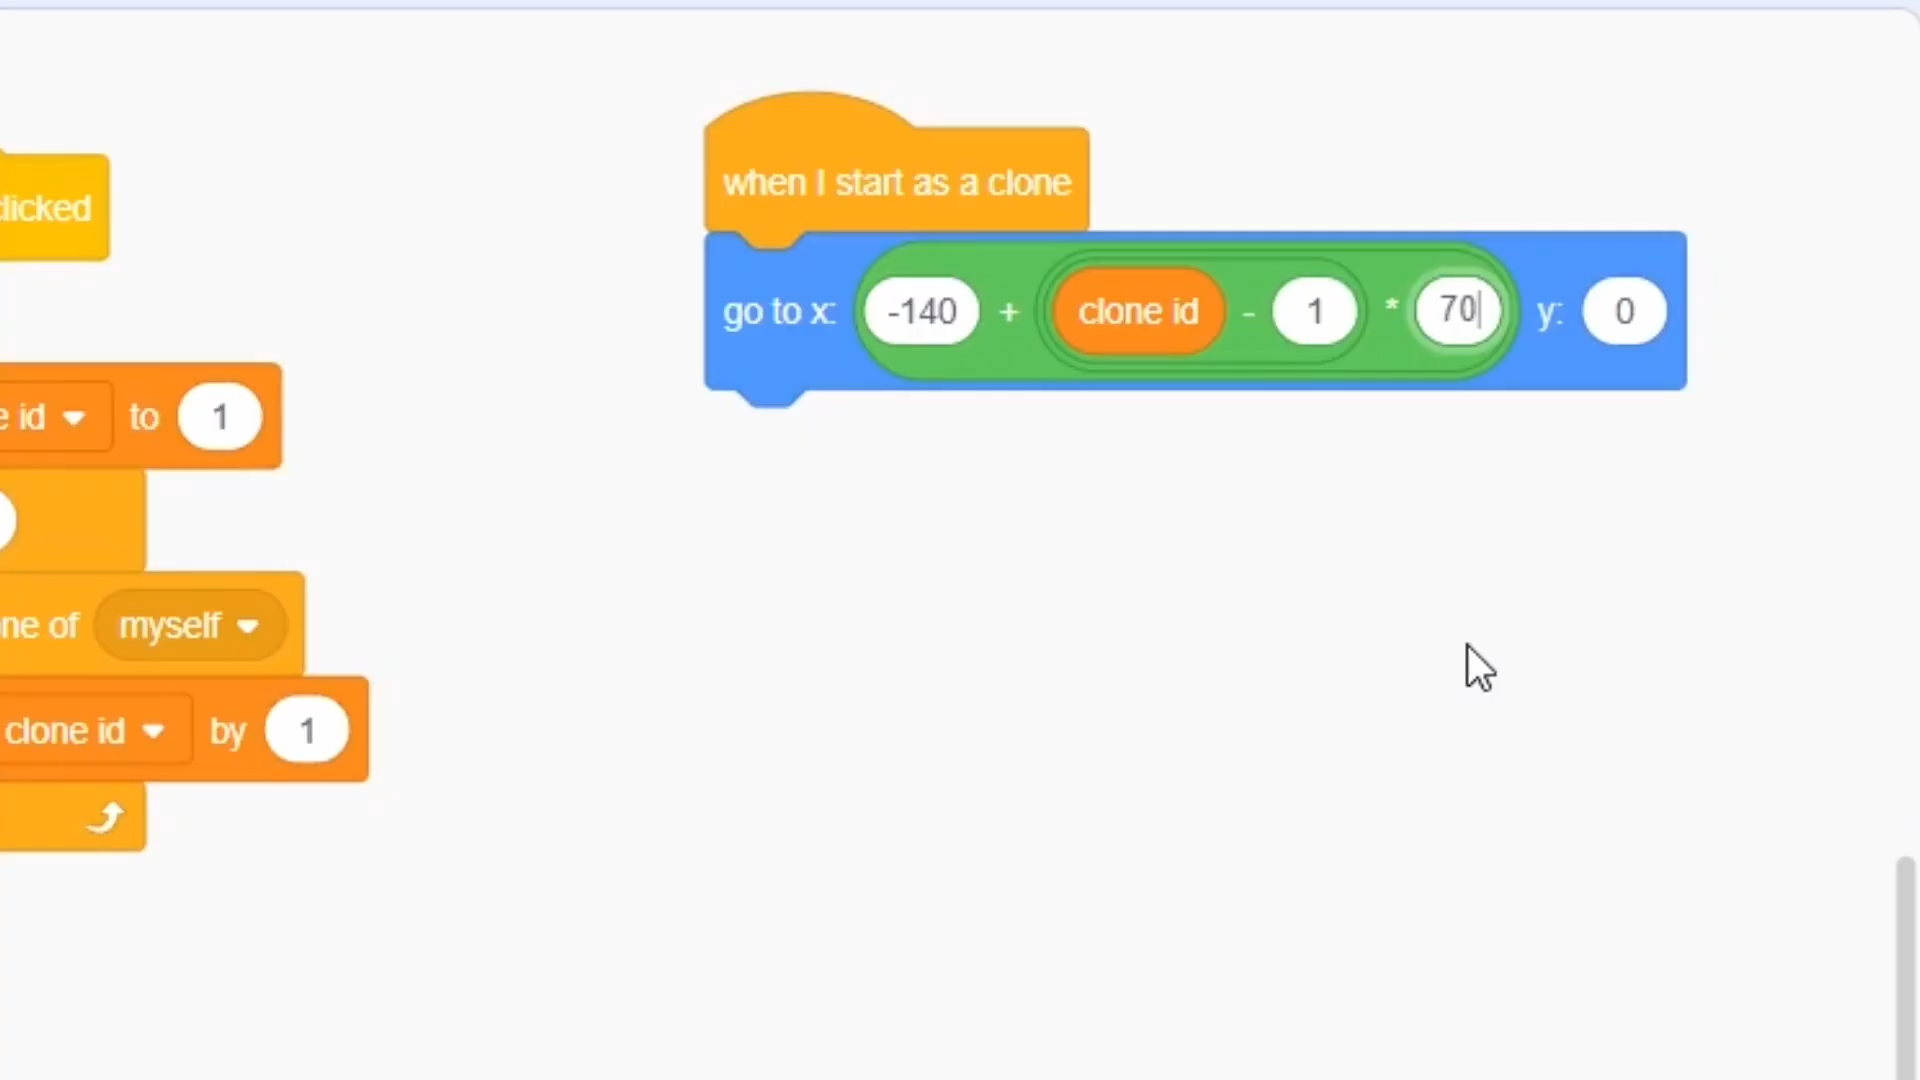 when I start as a clone
clicked
go to x: -140 + clone id - 1 * 70 y: 0
id to 1
of myself
clone id by 1